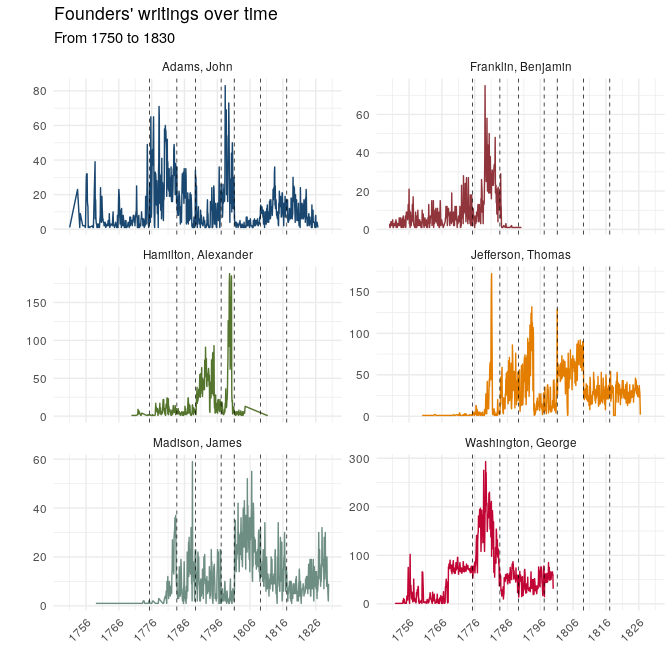 Founders' writings over time
From 1750 to 1830
Adams, John
Franklin, Benjamin
80
60
40
20
0
60
40
20
0
Hamilton, Alexander
Jefferson, Thomas
150
100
50
0
150
100
50
0
Madison, James
Washington, George
60
40
20
0
300
200
100
0
1756 1766 1776 1786 1796 1806 1816 1826
1756 1766 1776 1786 1796 1806 1816 1826